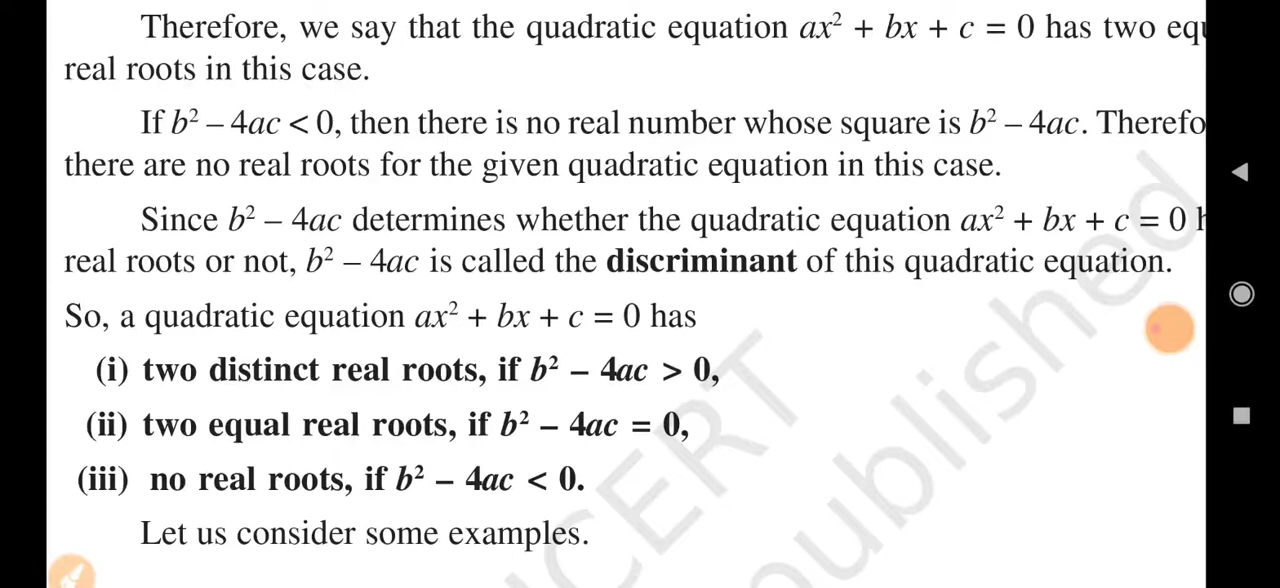 Therefore, we say that the quadratic equation ax² + bx + c = 0 has two
real roots in this case.
If b² – 4ac < 0, then there is no real number whose square is b² – 4ac.
there are no real roots for the given quadratic equation in this case.
Since b² – 4ac determines whether the quadratic equation ax² + bx + c = 0
real roots or not, b² – 4ac is called the discriminant of this quadratic equation.
So, a quadratic equation ax² + bx + c = 0 has
(i) two distinct real roots, if b² – 4ac > 0,
(ii) two equal real roots, if b² – 4ac = 0,
(iii) no real roots, if b² – 4ac < 0.
Let us consider some examples.